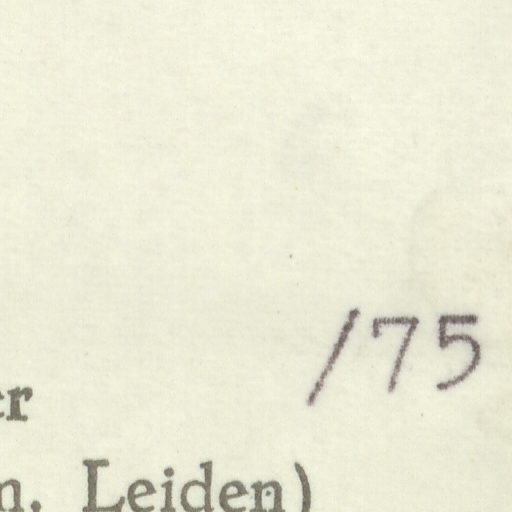 /75
er
n. Leiden)